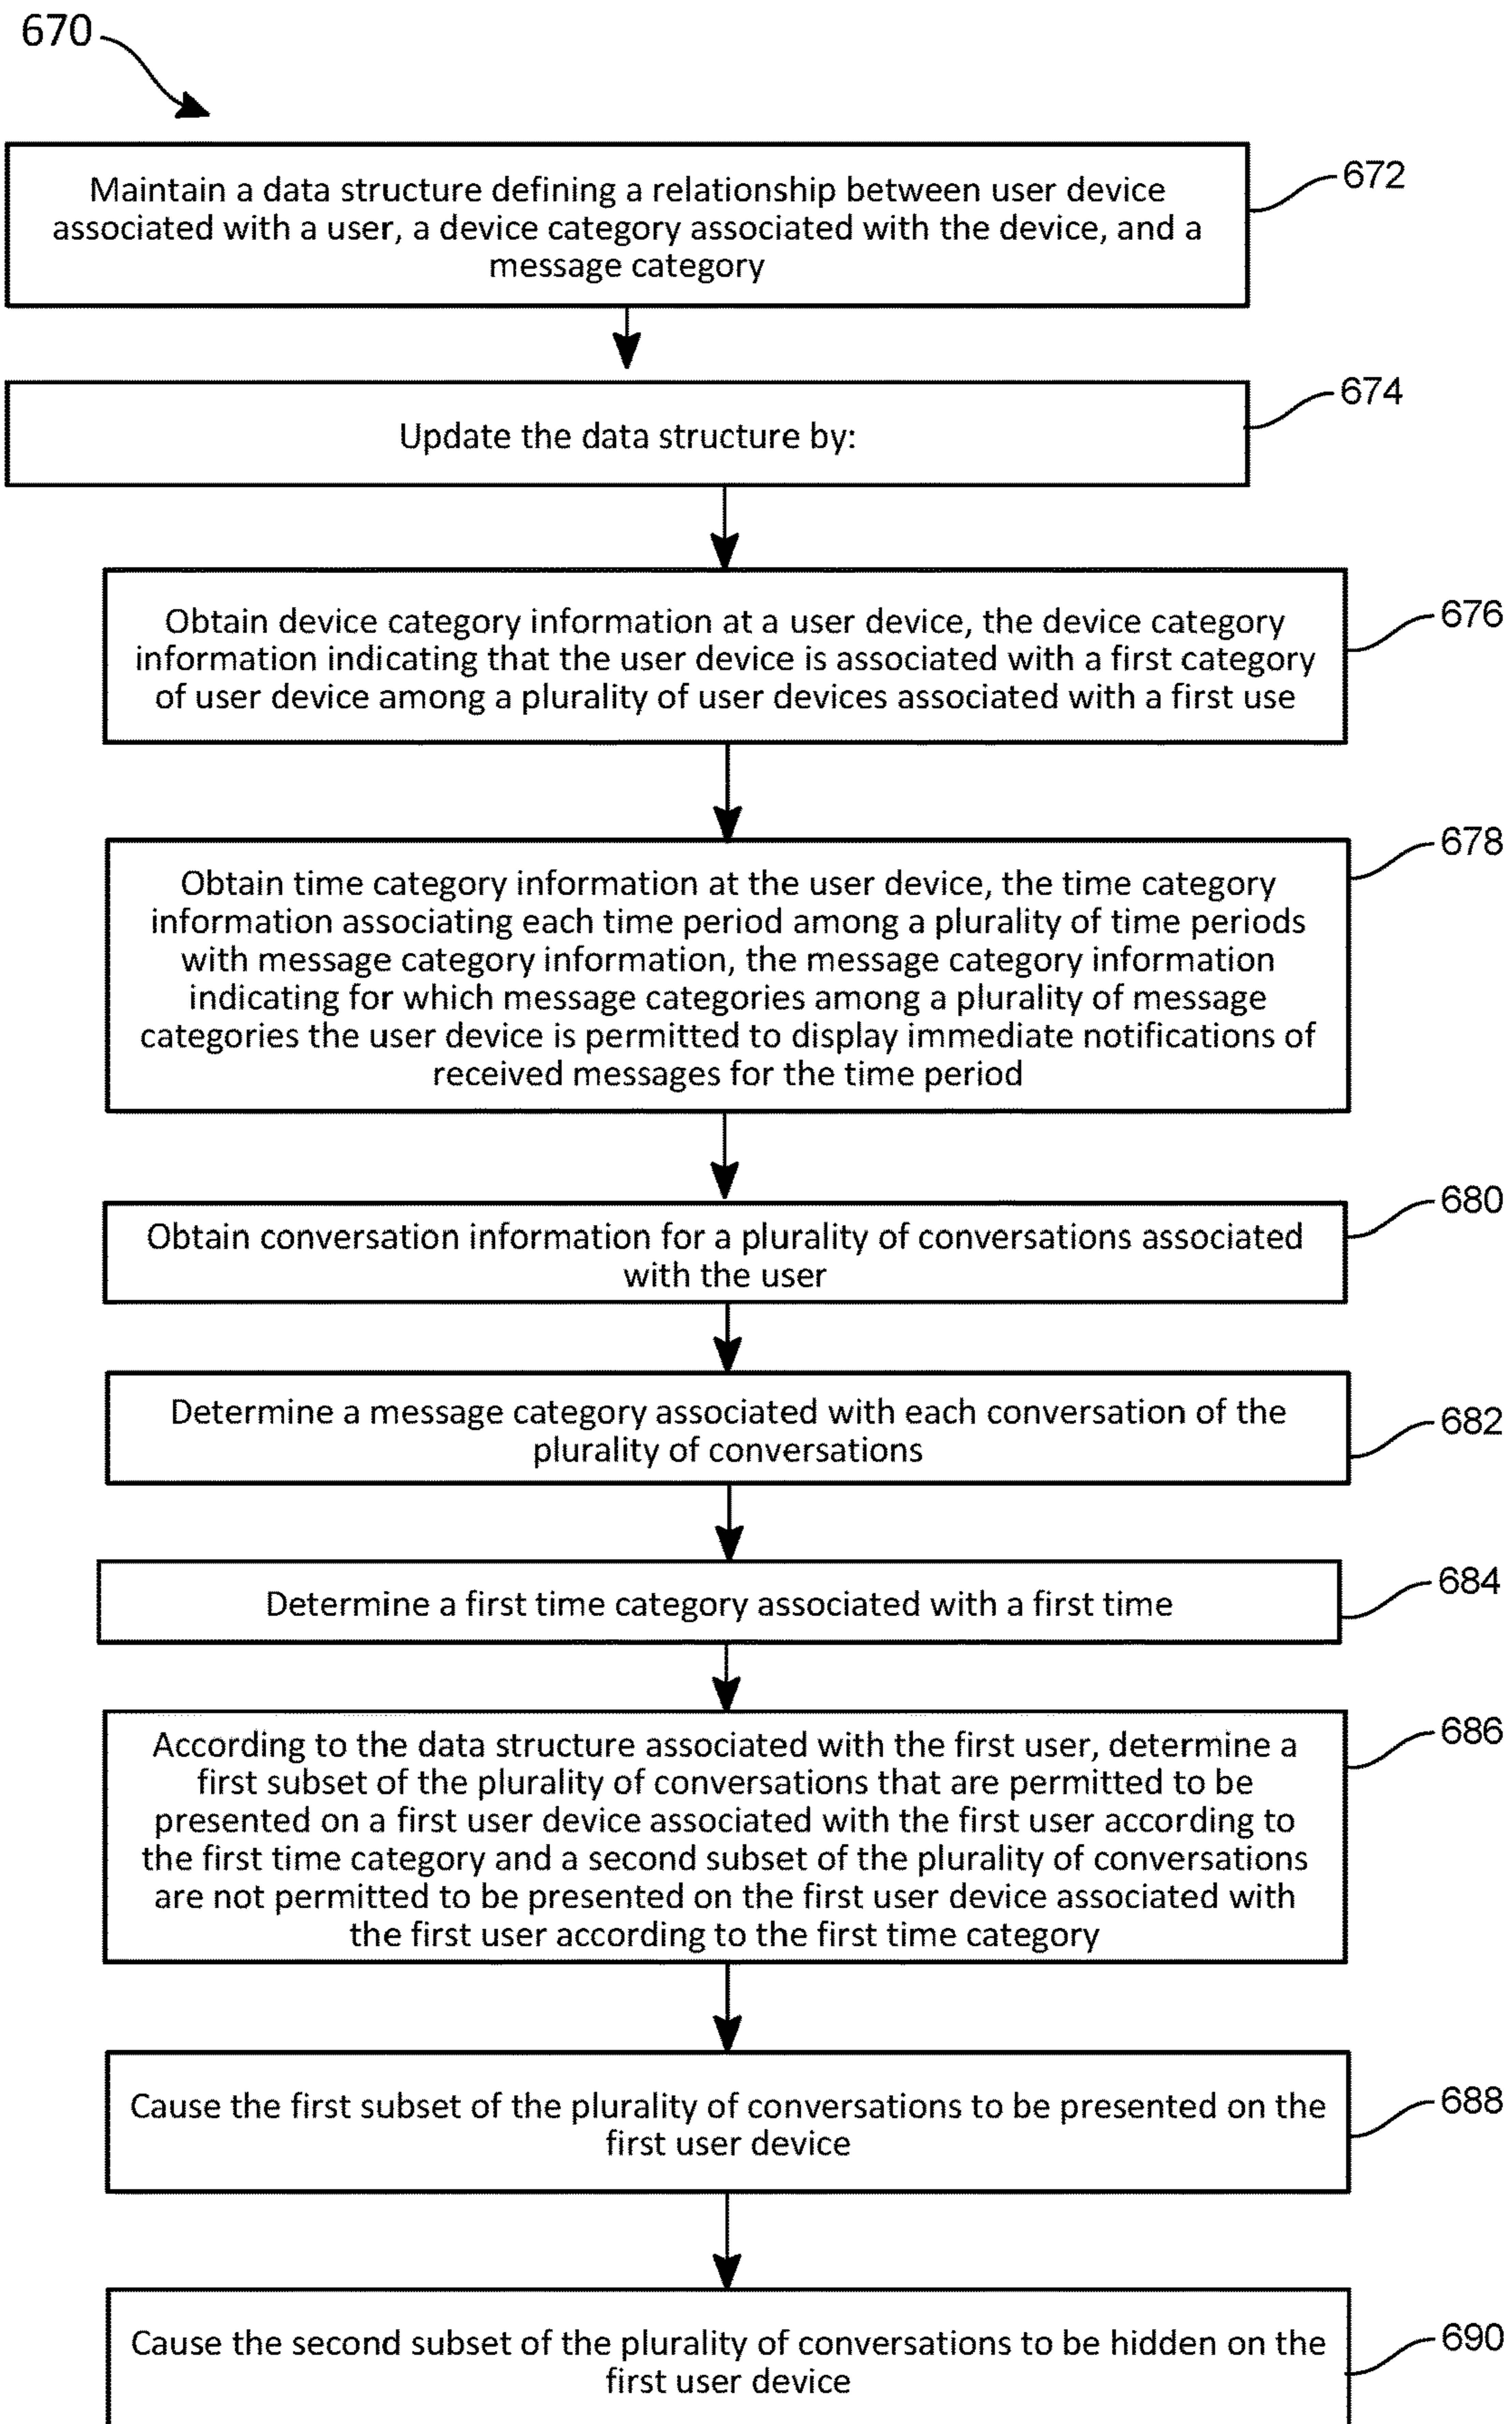 670
Maintain a data structure defining a relationship between user device
associated with a user, a device category associated with the device, and a
message category
672
Update the data structure by:
674
Obtain device category information at a user device, the device category
information indicating that the user device is associated with a first category
of user device among a plurality of user devices associated with a first use
676
Obtain time category information at the user device, the time category
information associating each time period among a plurality of time periods
with message category information, the message category information
indicating for which message categories among a plurality of message
categories the user device is permitted to display immediate notifications of
received messages for the time period
678
Obtain conversation information for a plurality of conversations associated
with the user
680
Determine a message category associated with each conversation of the
plurality of conversations
682
Determine a first time category associated with a first time
684
According to the data structure associated with the first user, determine a
first subset of the plurality of conversations that are permitted to be
presented on a first user device associated with the first user according to
the first time category and a second subset of the plurality of conversations
are not permitted to be presented on the first user device associated with
the first user according to the first time category
686
Cause the first subset of the plurality of conversations to be presented on the
first user device
688
Cause the second subset of the plurality of conversations to be hidden on the
first user device
690